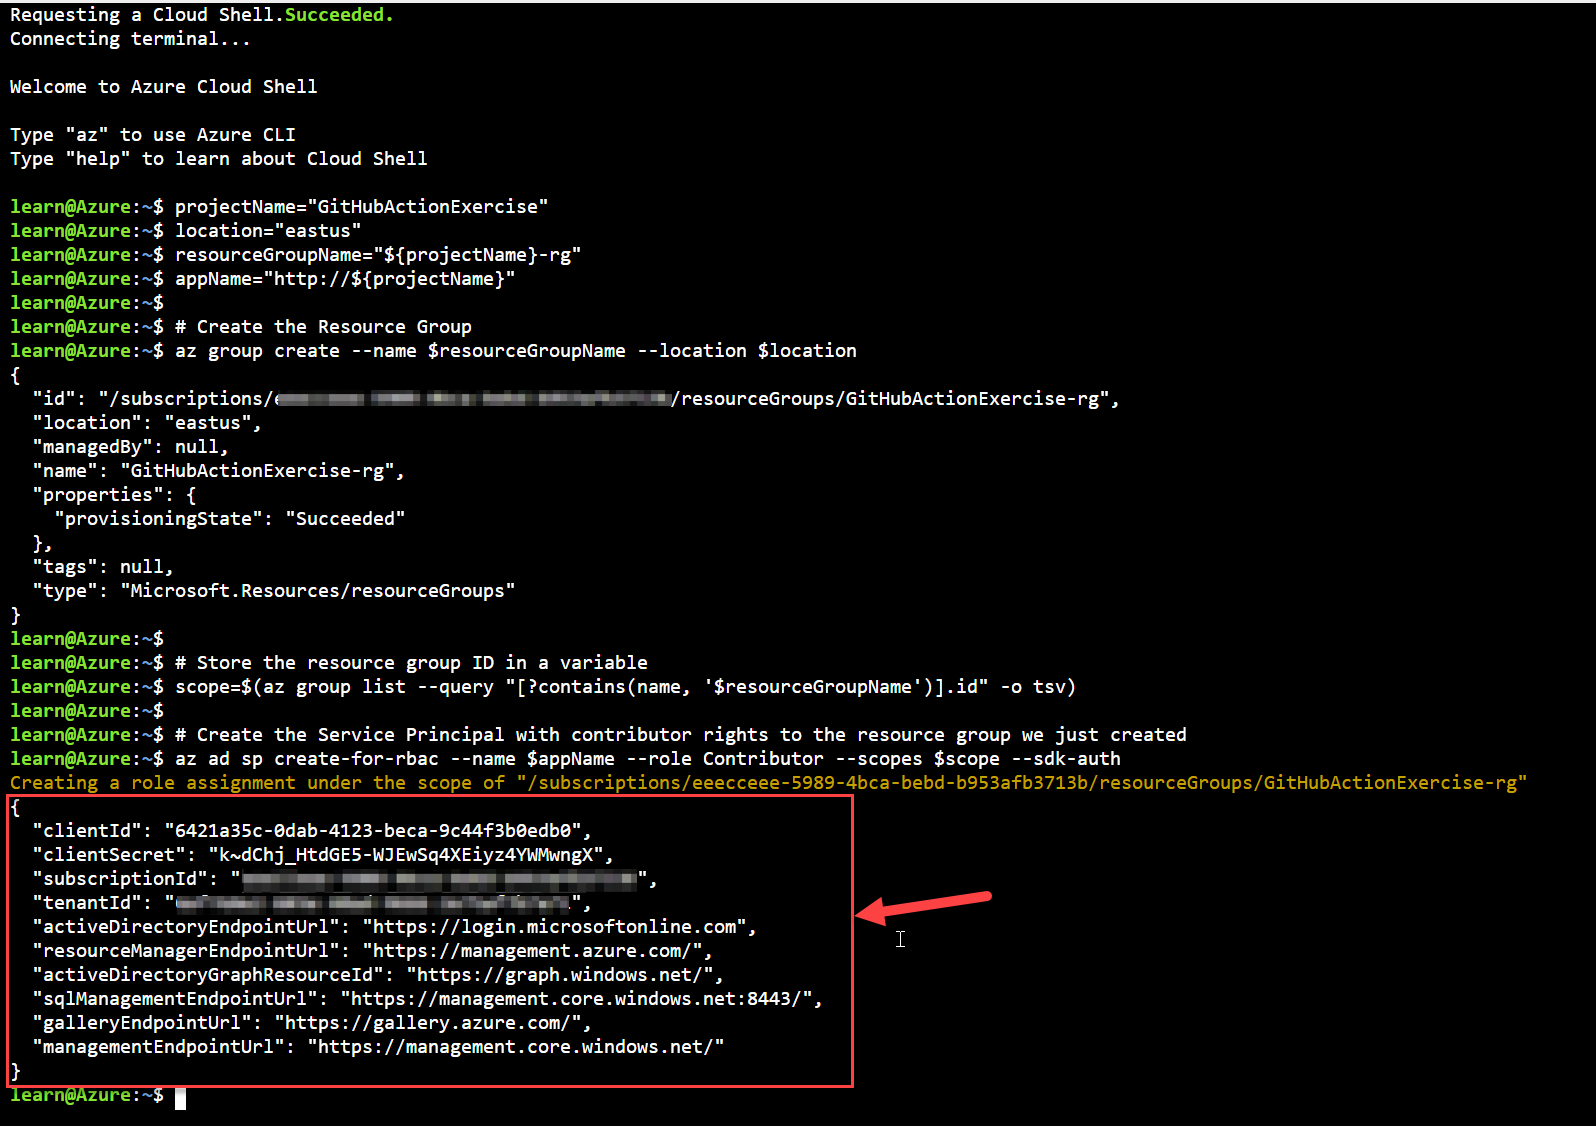 Requesting a Cloud Shell.Succeeded.
Connecting terminal...
Welcome to Azure Cloud Shell
Type "az" to use Azure CLI
Type "help" to learn about Cloud Shell
learn@Azure:~$ projectName="GitHubActionExercise"
learn@Azure:~$ location="eastus"
learn@Azure:~$ resourceGroupName="${projectName}-rg"
learn@Azure:~$ appName="http://${projectName}"
learn@Azure:~$
learn@Azure:~$ # Create the Resource Group
learn@Azure:~$ az group create --name $resourceGroupName --location $location
{
  "id": "/subscriptions/ /resourceGroups/GitHubActionExercise-rg",
  "location": "eastus",
  "managedBy": null,
  "name": "GitHubActionExercise-rg",
  "properties": {
    "provisioningState": "Succeeded"
  },
  "tags": null,
  "type": "Microsoft.Resources/resourceGroups"
}
learn@Azure:~$
learn@Azure:~$ # Store the resource group ID in a variable
learn@Azure:~$ scope=$(az group list --query "[?contains(name, '$resourceGroupName')].id" -o tsv)
learn@Azure:~$
learn@Azure:~$ # Create the Service Principal with contributor rights to the resource group we just created
learn@Azure:~$ az ad sp create-for-rbac --name $appName --role Contributor --scopes $scope --sdk-auth
Creating a role assignment under the scope of "/subscriptions/eeecceee-5989-4bca-bebd-b953afb3713b/resourceGroups/GitHubActionExercise-rg"
{
  "clientId": "6421a35c-0dab-4123-beca-9c44f3b0edb0",
  "clientSecret": "k~dChj_HtdGE5-WJEwSq4XEiyz4YWMwngX",
  "subscriptionId": " ",
  "tenantId": " ",
  "activeDirectoryEndpointUrl": "https://login.microsoftonline.com",
  "resourceManagerEndpointUrl": "https://management.azure.com/",
  "activeDirectoryGraphResourceId": "https://graph.windows.net/",
  "sqlManagementEndpointUrl": "https://management.core.windows.net:8443/",
  "galleryEndpointUrl": "https://gallery.azure.com/",
  "managementEndpointUrl": "https://management.core.windows.net/"
}
learn@Azure:~$